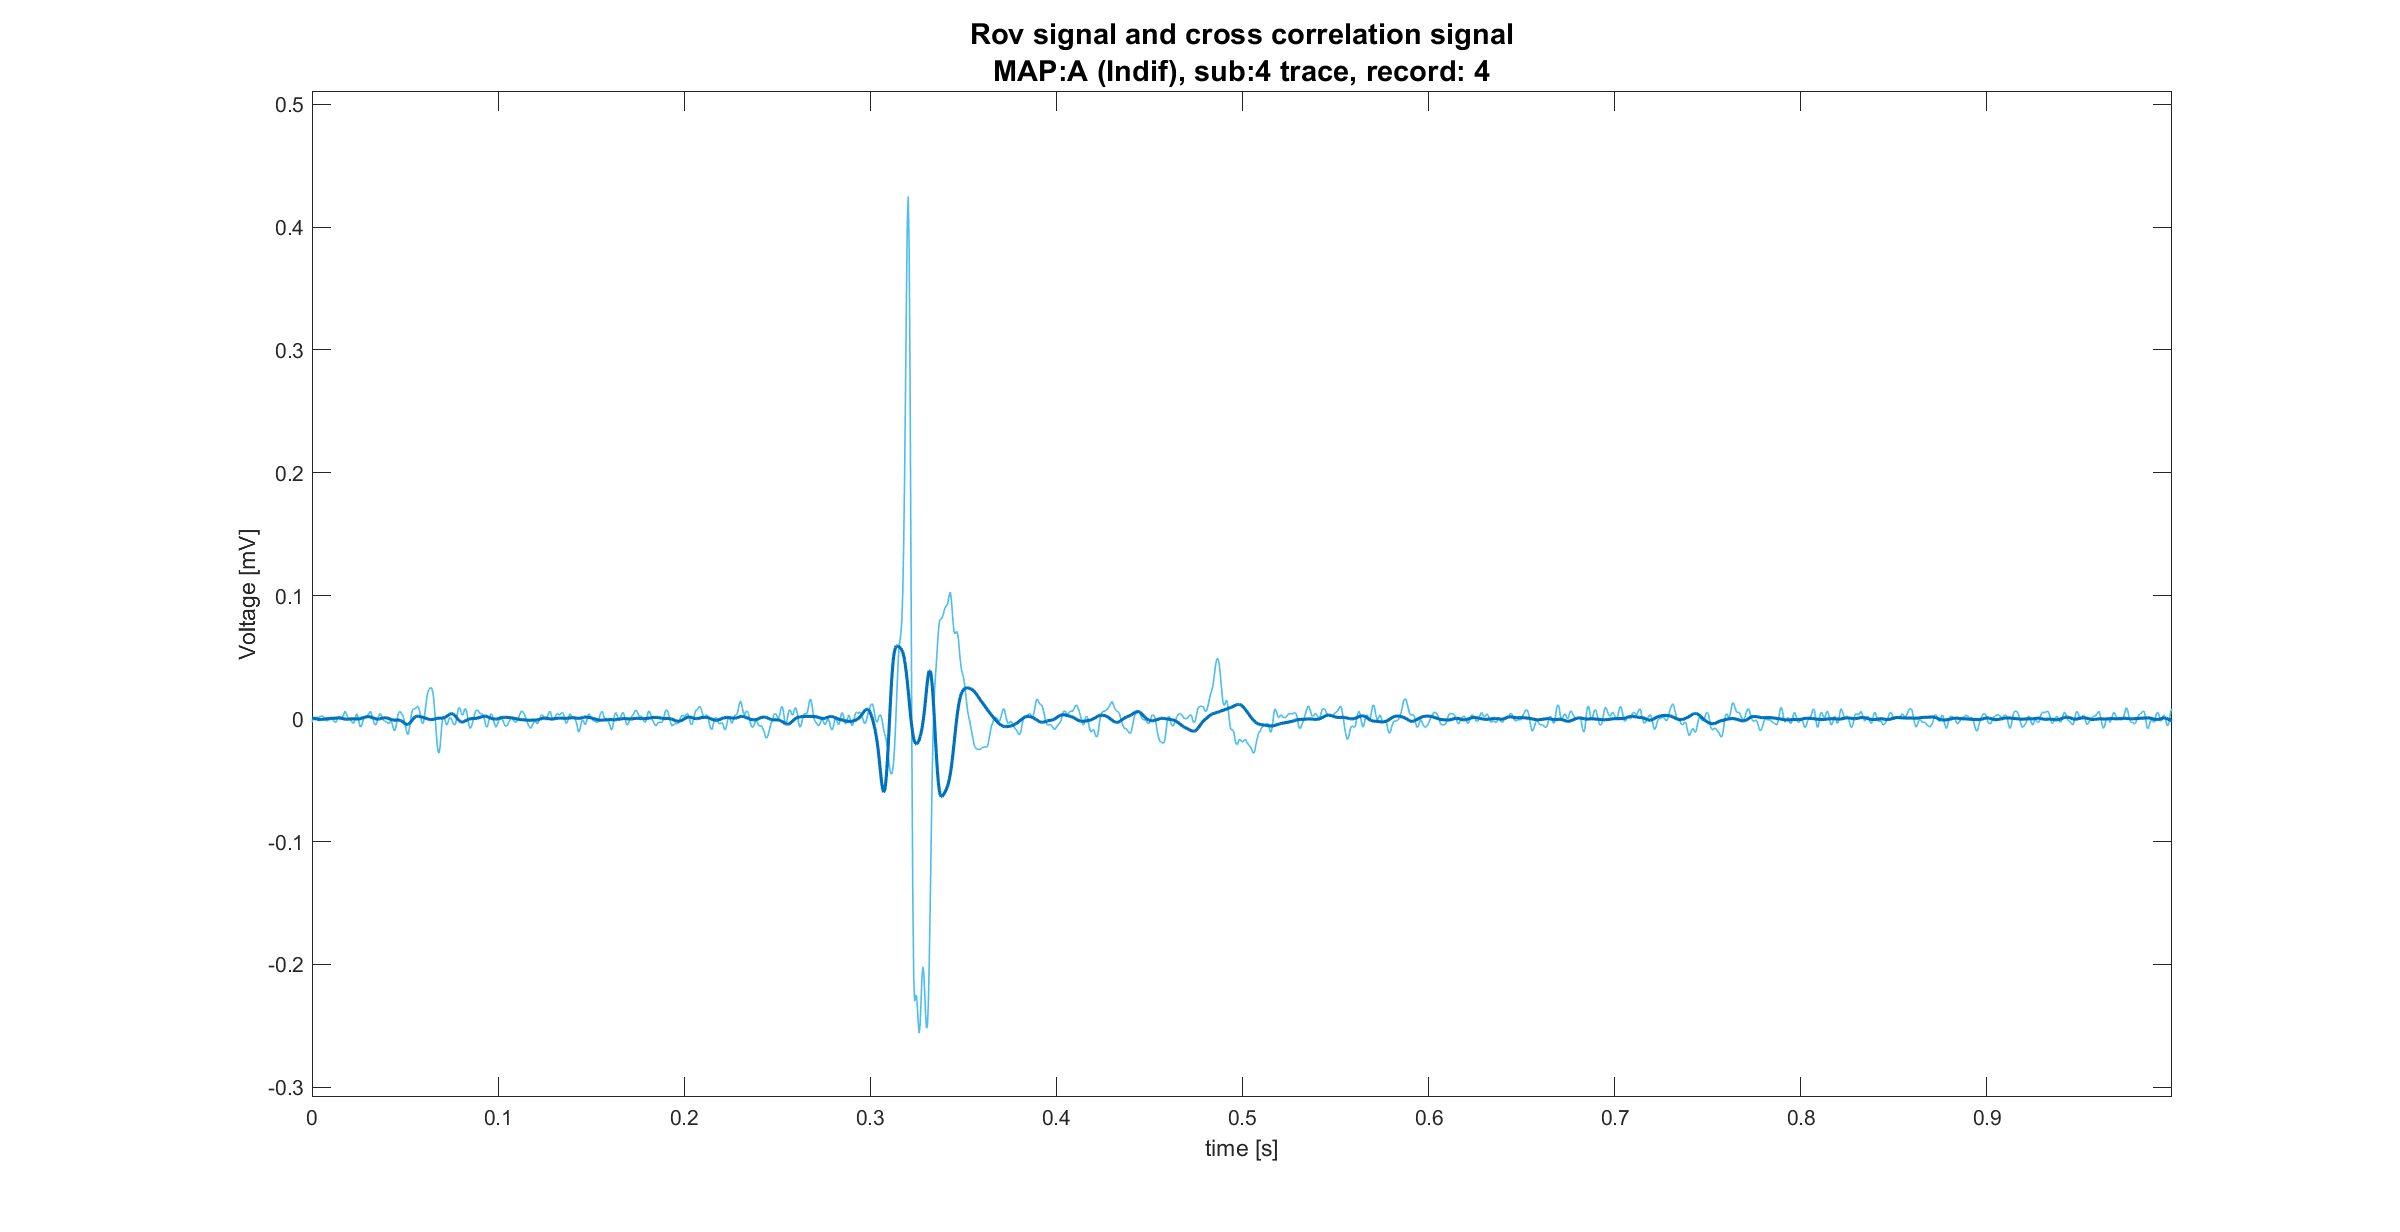 Rov signal and cross correlation signal
MAP:A (Indif), sub:4 trace, record: 4
0.5
0.4
0.3
0.2
0.1
0
-0.1
-0.2
-0.3
Voltage [mV]
0 0.1 0.2 0.3 0.4 0.5 0.6 0.7 0.8 0.9
time [s]